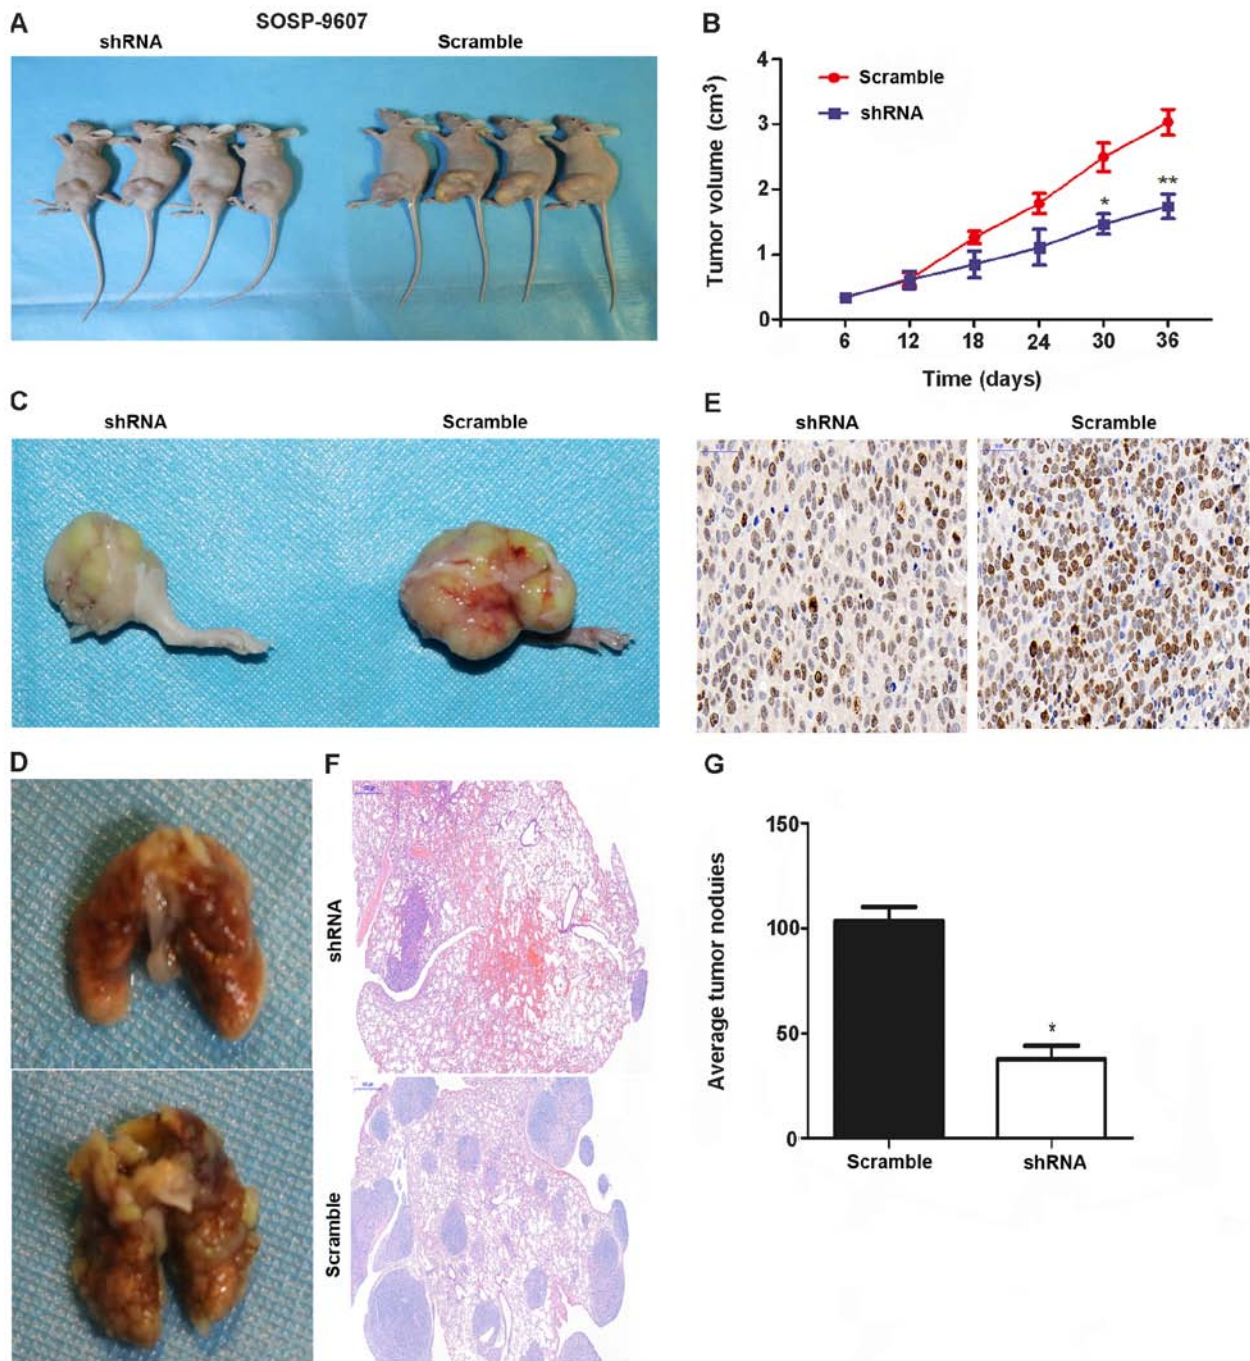 A
SOSP-9607
shRNA
Scramble
B
Tumor volume (cm³)
4
3
2
1
0
Scramble
shRNA
*
**
6
12
18
24
30
36
Time (days)
C
shRNA
Scramble
E
shRNA
Scramble
D
F
shRNA
Scramble
G
Average tumor noduies
150
100
50
0
*
Scramble
shRNA